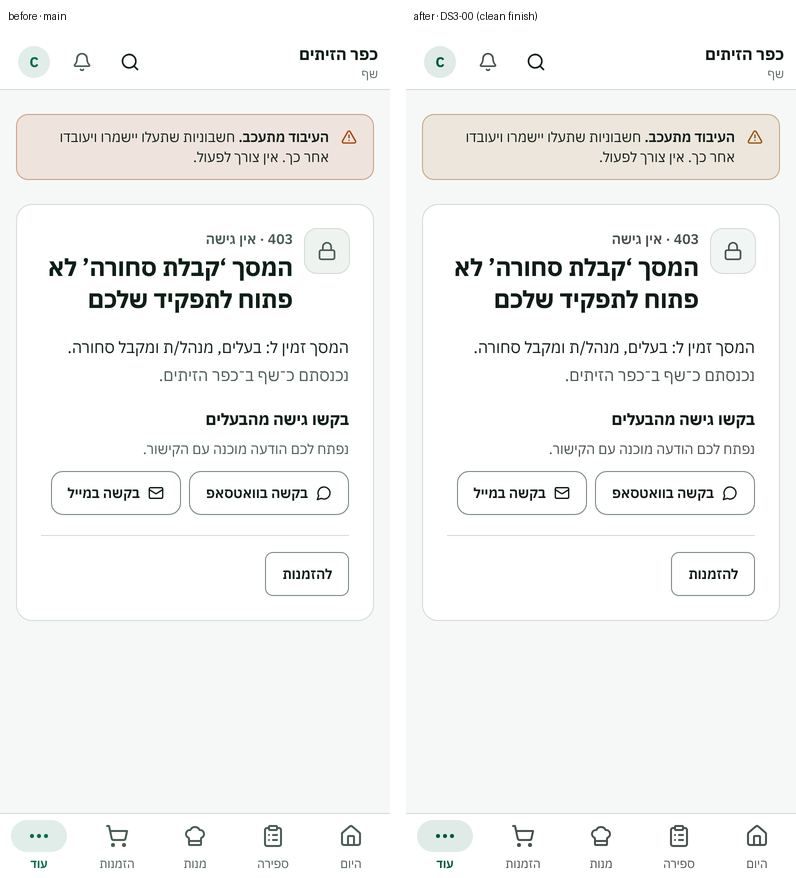 before · main
כפר הזיתים
שף
C
העיבוד מתעכב. חשבוניות שתעלו יישמרו ויעובדו
אחר כך. אין צורך לפעול.
403 · אין גישה
המסך ‘קבלת סחורה’ לא
פתוח לתפקיד שלכם
המסך זמין ל: בעלים, מנהל/ת ומקבל סחורה.
נכנסתם כ־שף ב־כפר הזיתים.
בקשו גישה מהבעלים
נפתח לכם הודעה מוכנה עם הקישור.
בקשה בוואטסאפ
בקשה במייל
להזמנות
היום
ספירה
מנות
הזמנות
עוד
after · DS3-00 (clean finish)
כפר הזיתים
שף
C
העיבוד מתעכב. חשבוניות שתעלו יישמרו ויעובדו
אחר כך. אין צורך לפעול.
403 · אין גישה
המסך ‘קבלת סחורה’ לא
פתוח לתפקיד שלכם
המסך זמין ל: בעלים, מנהל/ת ומקבל סחורה.
נכנסתם כ־שף ב־כפר הזיתים.
בקשו גישה מהבעלים
נפתח לכם הודעה מוכנה עם הקישור.
בקשה בוואטסאפ
בקשה במייל
להזמנות
היום
ספירה
מנות
הזמנות
עוד